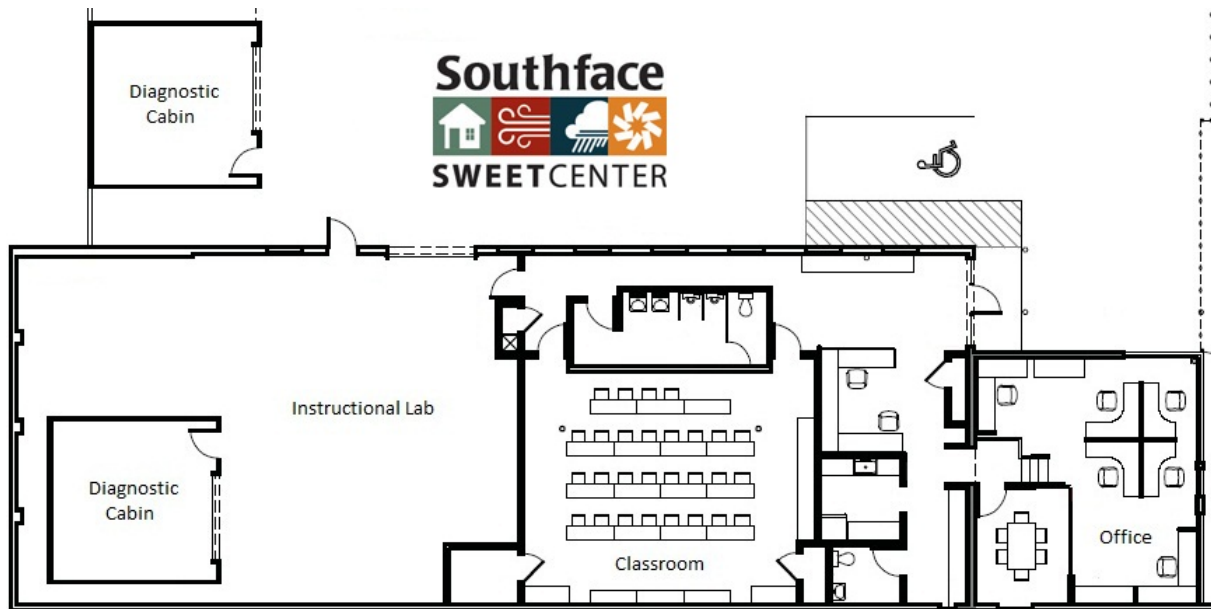 Diagnostic
Cabin
Southface
SWEETCENTER
Instructional Lab
Diagnostic
Cabin
Classroom
Office